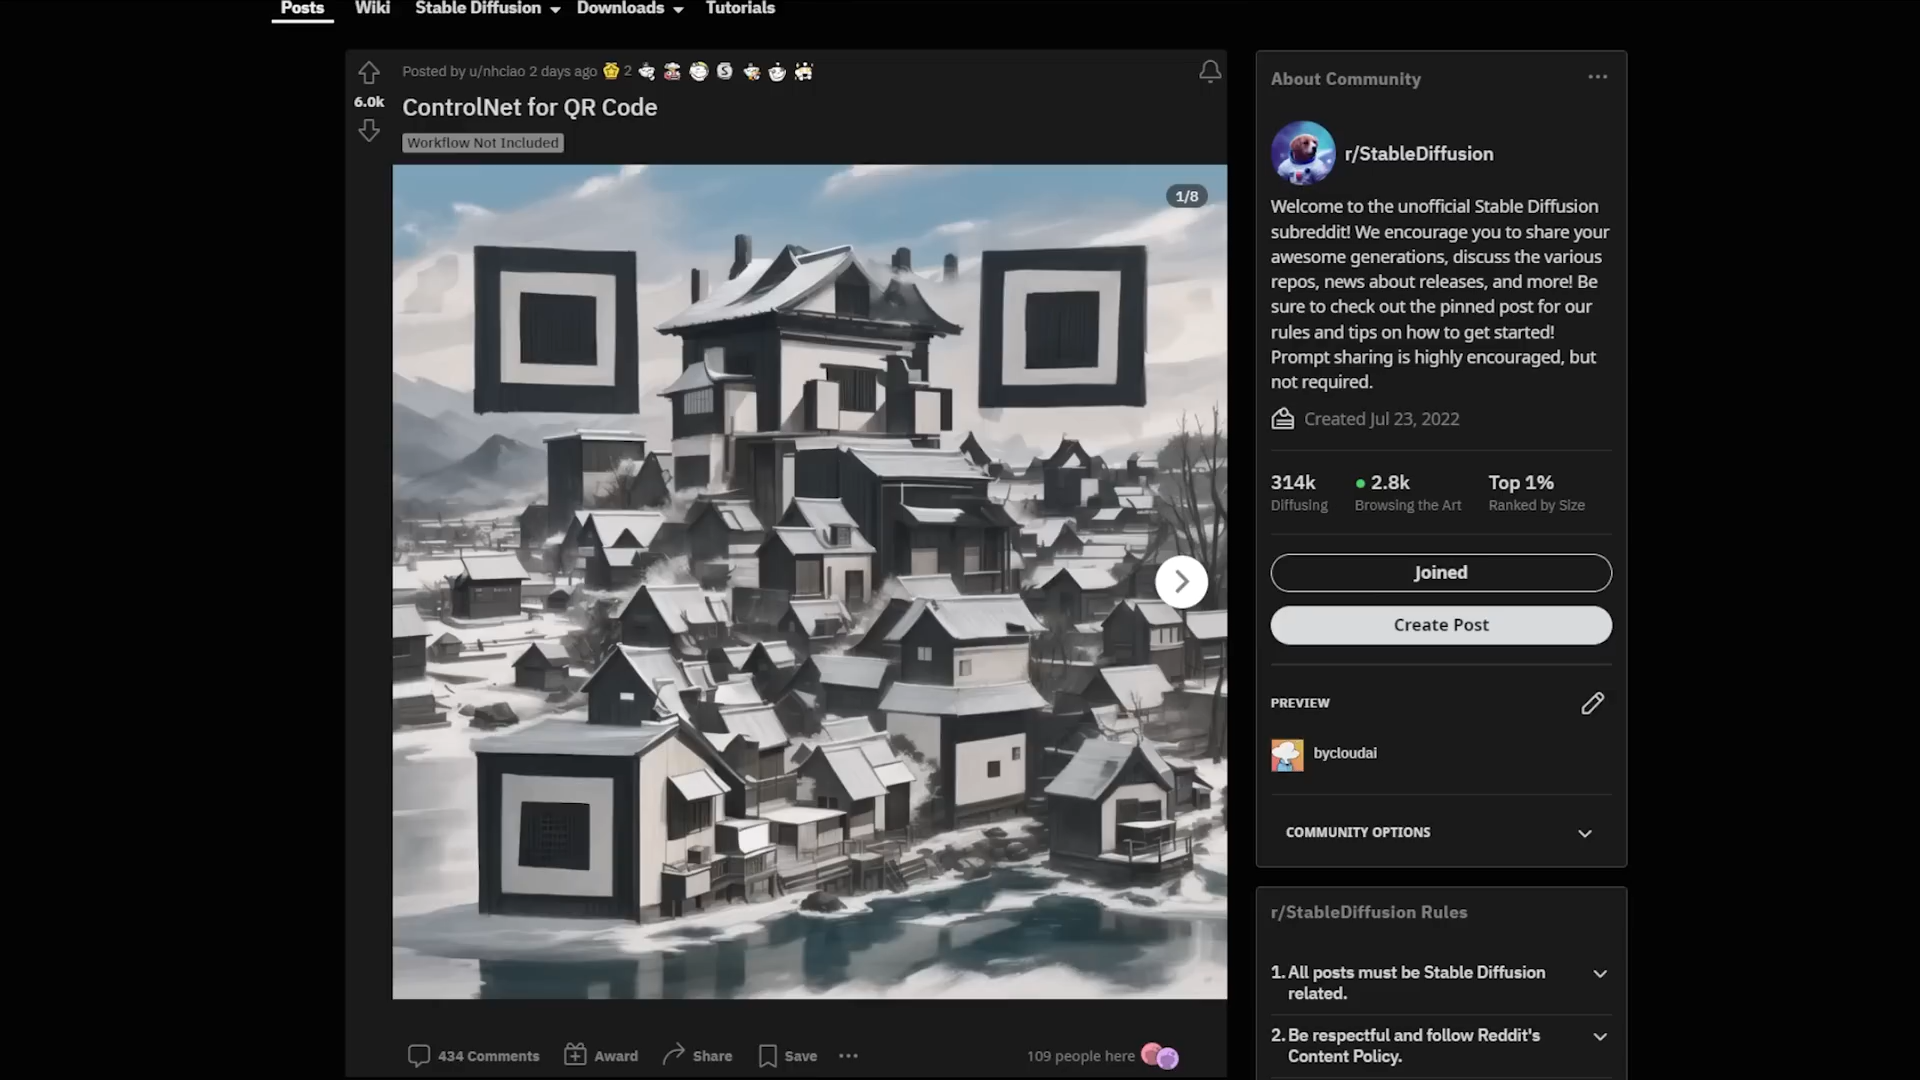 Posts Wiki Stable Diffusion Downloads Tutorials
Posted by u/nhciao 2 days ago 2
6.0k
ControlNet for QR Code
Workflow Not Included
1/8
434 Comments Award Share Save
109 people here
About Community
r/StableDiffusion
Welcome to the unofficial Stable Diffusion
subreddit! We encourage you to share your
awesome generations, discuss the various
repos, news about releases, and more! Be
sure to check out the pinned post for our
rules and tips on how to get started!
Prompt sharing is highly encouraged, but
not required.
Created Jul 23, 2022
314k 2.8k Top 1%
Diffusing Browsing the Art Ranked by Size
Joined
Create Post
PREVIEW
bycloudai
COMMUNITY OPTIONS
r/StableDiffusion Rules
1. All posts must be Stable Diffusion
related.
2. Be respectful and follow Reddit's
Content Policy.